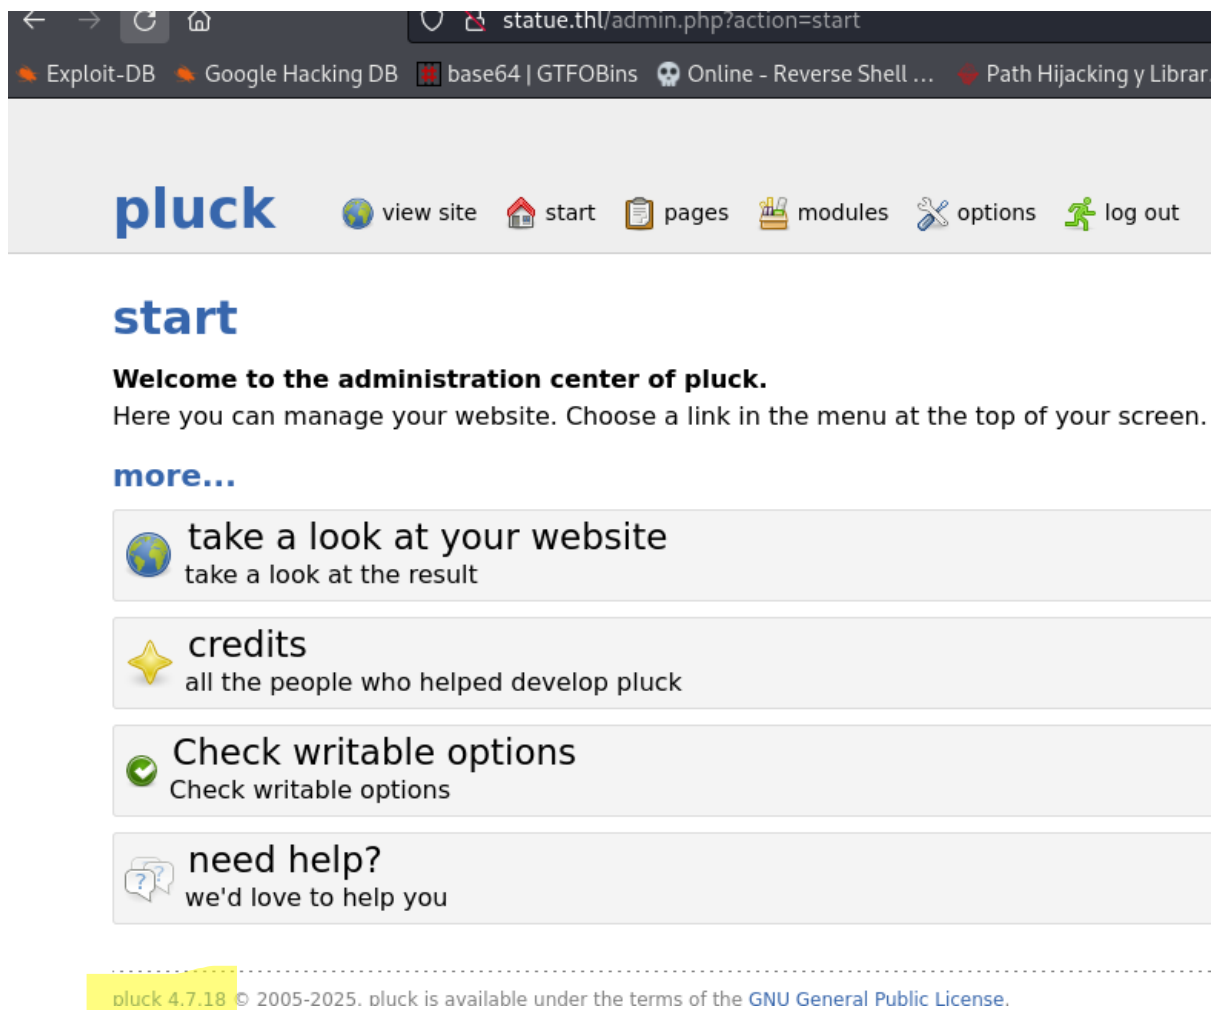 statue.thl/admin.php?action=start
Exploit-DB Google Hacking DB base64 | GTFOBins Online - Reverse Shell ... Path Hijacking y Librar
pluck view site start pages modules options log out
start
Welcome to the administration center of pluck.
Here you can manage your website. Choose a link in the menu at the top of your screen.
more...
take a look at your website
take a look at the result
credits
all the people who helped develop pluck
Check writable options
Check writable options
need help?
we'd love to help you
pluck 4.7.18 © 2005-2025. pluck is available under the terms of the GNU General Public License.